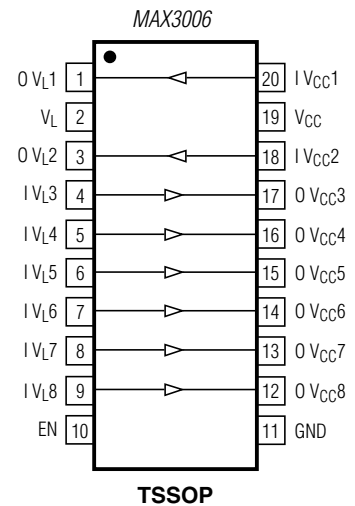 MAX3006
O VL1 1 20 I VCC1
VL 2 19 VCC
O VL2 3 18 I VCC2
I VL3 4 17 O VCC3
I VL4 5 16 O VCC4
I VL5 6 15 O VCC5
I VL6 7 14 O VCC6
I VL7 8 13 O VCC7
I VL8 9 12 O VCC8
EN 10 11 GND
TSSOP